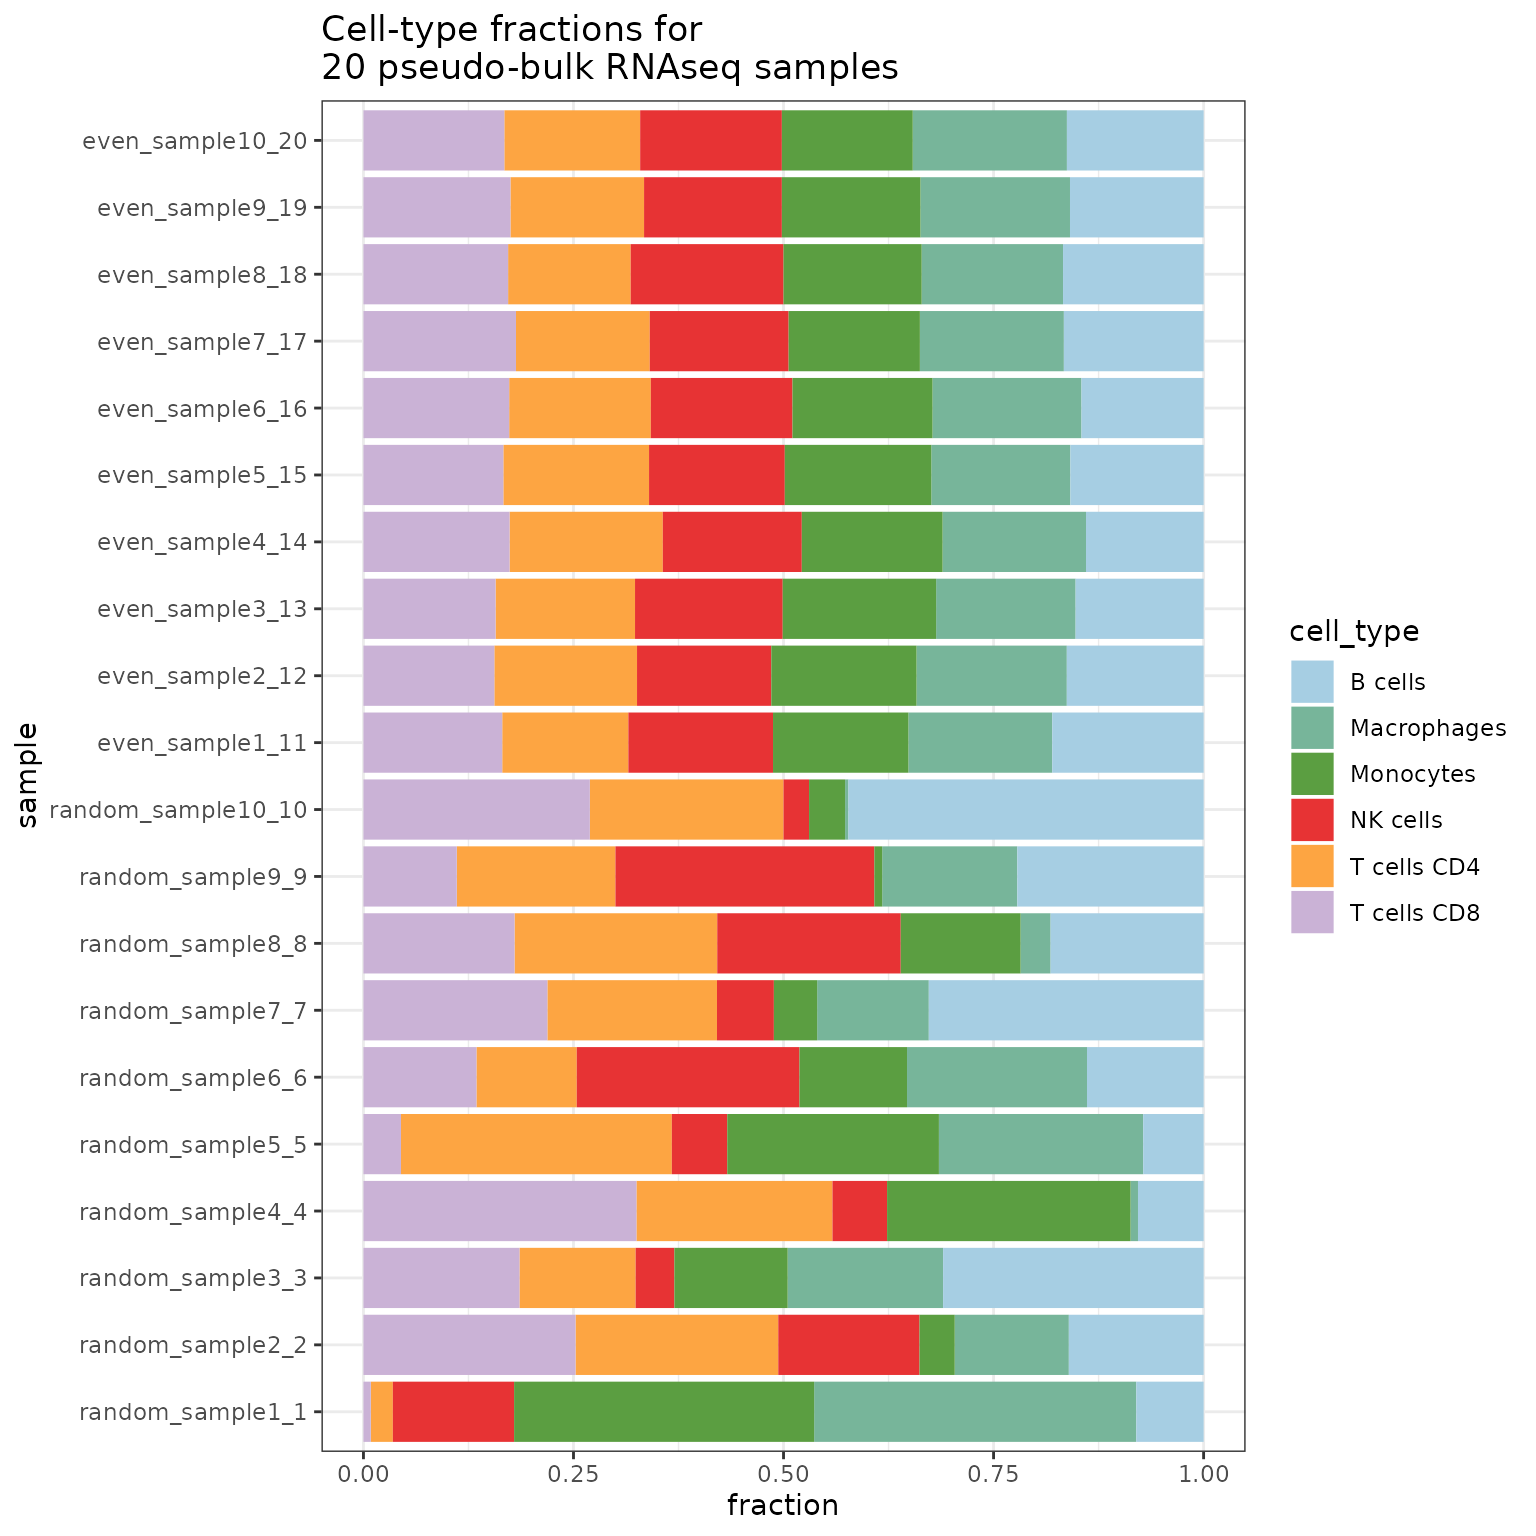 Cell-type fractions for
20 pseudo-bulk RNAseq samples
sample
even_sample10_20
even_sample9_19
even_sample8_18
even_sample7_17
even_sample6_16
even_sample5_15
even_sample4_14
even_sample3_13
even_sample2_12
even_sample1_11
random_sample10_10
random_sample9_9
random_sample8_8
random_sample7_7
random_sample6_6
random_sample5_5
random_sample4_4
random_sample3_3
random_sample2_2
random_sample1_1
0.00 0.25 0.50 0.75 1.00
fraction
cell_type
B cells
Macrophages
Monocytes
NK cells
T cells CD4
T cells CD8